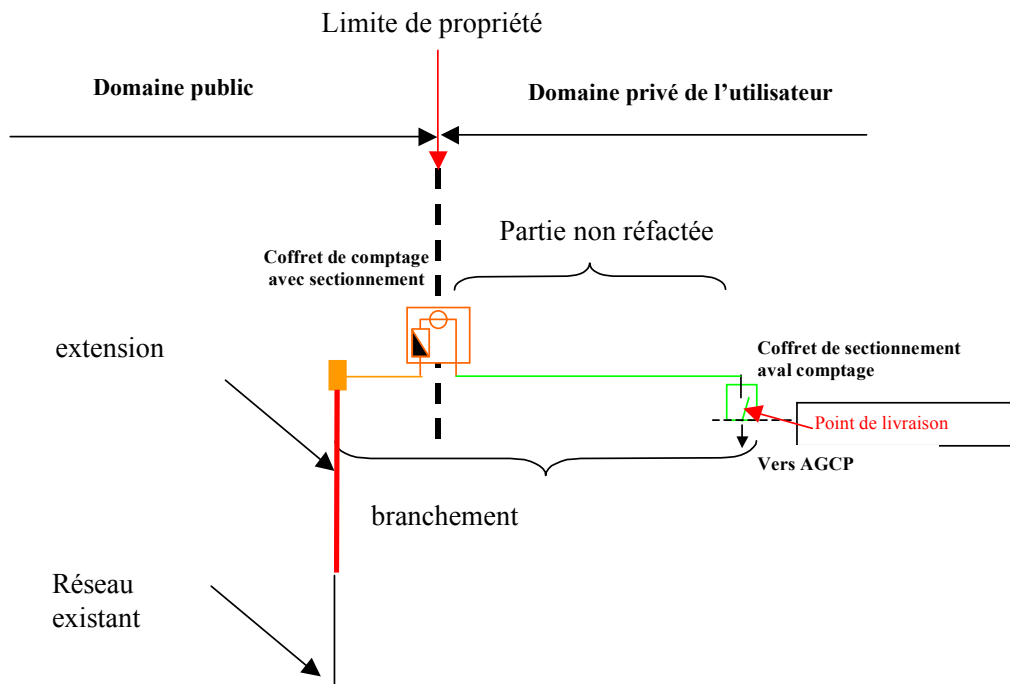 Limite de propriété
Domaine public
Domaine privé de l’utilisateur
Partie non réfactée
Coffret de comptage
avec sectionnement
extension
Coffret de sectionnement
aval comptage
Point de livraison
Vers AGCP
branchement
Réseau
existant